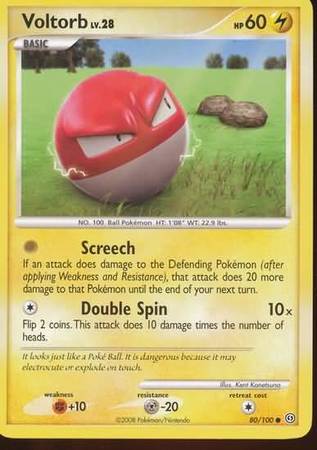 Voltorb LV.28 HP 60
BASIC
NO. 100 Ball Pokémon HT: 1'08" WT: 22.9 lbs.
Screech
If an attack does damage to the Defending Pokémon (after
applying Weakness and Resistance), that attack does 20 more
damage to that Pokémon until the end of your next turn.
Double Spin 10x
Flip 2 coins. This attack does 10 damage times the number of
heads.
It looks just like a Poké Ball. It is dangerous because it may
electrocute or explode on touch.
Illus. Kent Kanetsuna
weakness resistance retreat cost
+10 -20
©2008 Pokémon/Nintendo 80/100